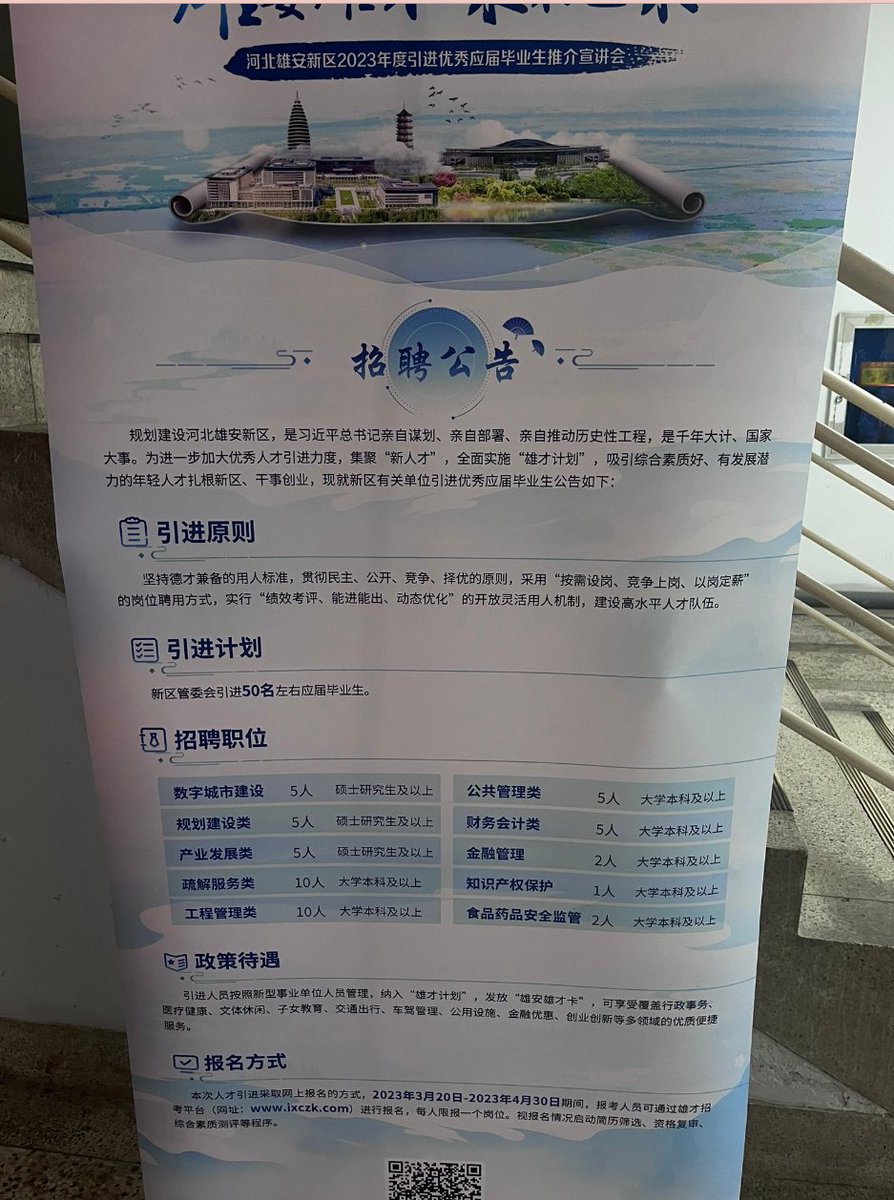 河北雄安新区2023年度引进优秀应届毕业生推介宣讲会
招聘公告
规划建设河北雄安新区，是习近平总书记亲自谋划、亲自部署、亲自推动历史性工程，是千年大计、国家
大事。为进一步加大优秀人才引进力度，集聚“新人才”，全面实施“雄才计划”，吸引综合素质好、有发展潜
力的年轻人才扎根新区、干事创业，现就新区有关单位引进优秀应届毕业生公告如下：
引进原则
坚持德才兼备的用人标准，贯彻民主、公开、竞争、择优的原则，采用“按需设岗、竞争上岗、以岗定薪”
的岗位聘用方式，实行“绩效考评、能进能出、动态优化”的开放灵活用人机制，建设高水平人才队伍。
引进计划
新区管委会引进50名左右应届毕业生。
招聘职位
数字城市建设 5人 硕士研究生及以上
规划建设类 5人 硕士研究生及以上
产业发展类 5人 硕士研究生及以上
疏解服务类 10人 大学本科及以上
工程管理类 10人 大学本科及以上
公共管理类 5人 大学本科及以上
财务会计类 5人 大学本科及以上
金融管理 2人 大学本科及以上
知识产权保护 1人 大学本科及以上
食品药品安全监管 2人 大学本科及以上
政策待遇
引进人员按照新型事业单位人员管理，纳入“雄才计划”，发放“雄安雄才卡”，可享受覆盖行政事务、
医疗健康、文体休闲、子女教育、交通出行、车驾管理、公用设施、金融优惠、创业创新等多领域的优质便捷
服务。
报名方式
本次人才引进采取网上报名的方式，2023年3月20日-2023年4月30日期间，报考人员可通过雄才招
考平台（网址：www.ixczk.com）进行报名，每人限报一个岗位。视报名情况启动简历筛选、资格复审、
综合素质测评等程序。